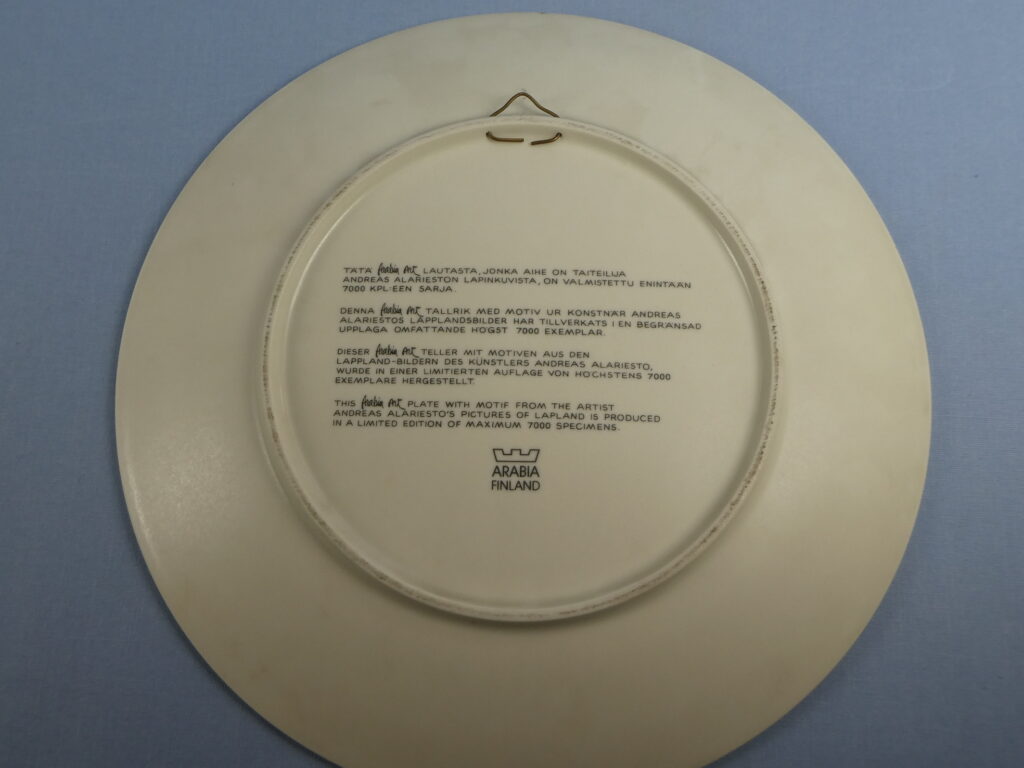 TÄTÄ Arabia Art LAUTASTA, JONKA AIHE ON TAITEILIJA
ANDREAS ALARIESTON LAPINKUVISTA, ON VALMISTETTU ENINTÄÄN
7000 KPL:EEN SARJA.
DENNA Arabia Art TALLRIK MED MOTIV UR KONSTNÄR ANDREAS
ALARIESTOS LAPPLANDSBILDER HAR TILLVERKATS I EN BEGRÄNSAD
UPPLAGA OMFATTANDE HÖGST 7000 EXEMPLAR.
DIESER Arabia Art TELLER MIT MOTIVEN AUS DEN
LAPPLAND-BILDERN DES KÜNSTLERS ANDREAS ALARIESTO,
WURDE IN EINER LIMITIERTEN AUFLAGE VON HÖCHSTENS 7000
EXEMPLARE HERGESTELLT.
THIS Arabia Art PLATE WITH MOTIF FROM THE ARTIST
ANDREAS ALARIESTO'S PICTURES OF LAPLAND IS PRODUCED
IN A LIMITED EDITION OF MAXIMUM 7000 SPECIMENS.
ARABIA
FINLAND